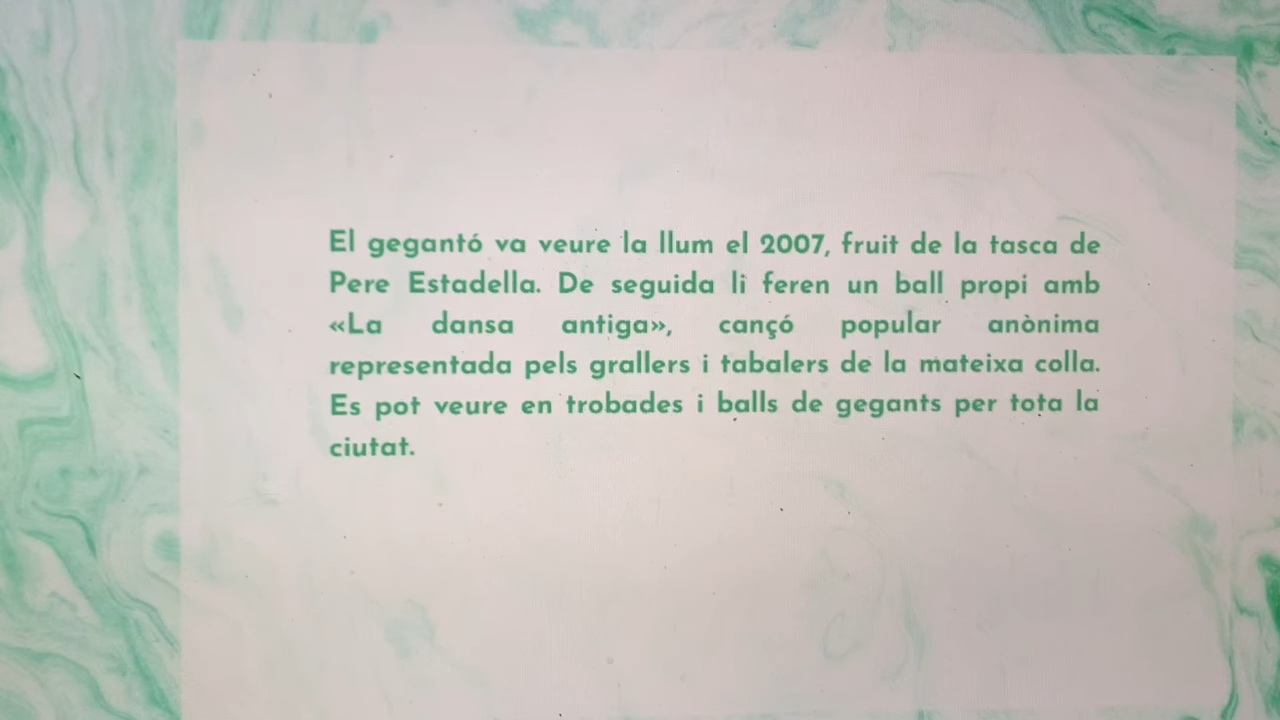 El gegantó va veure la llum el 2007, fruit de la tasca de
Pere Estadella. De seguida li feren un ball propi amb
«La dansa antiga», cançó popular anònima
representada pels grallers i tabalers de la mateixa colla.
Es pot veure en trobades i balls de gegants per tota la
ciutat.